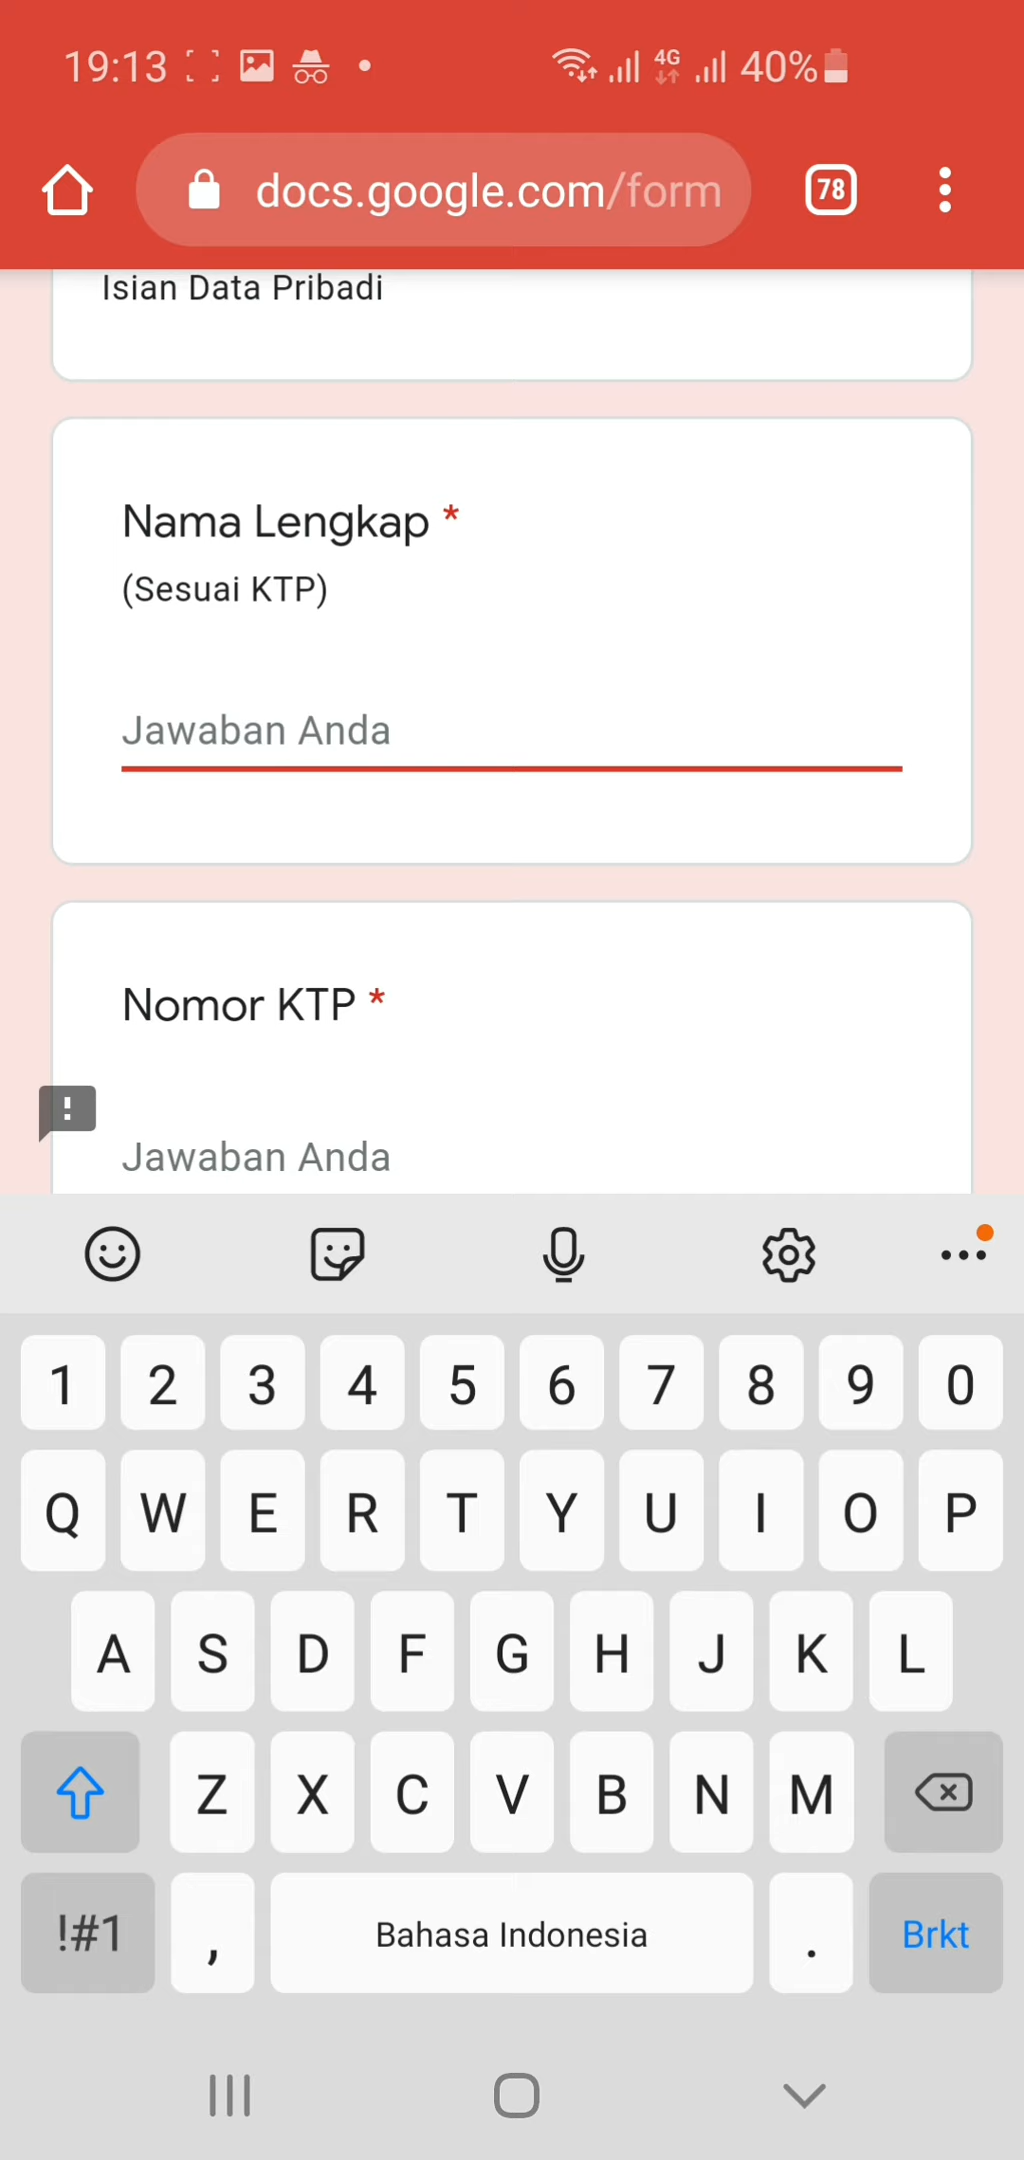 19:13 4G 40%
docs.google.com/form 78
Isian Data Pribadi
Nama Lengkap *
(Sesuai KTP)
Jawaban Anda
Nomor KTP *
!
Jawaban Anda
1 2 3 4 5 6 7 8 9 0
Q W E R T Y U I O P
A S D F G H J K L
Z X C V B N M
!#1 , Bahasa Indonesia . Brkt